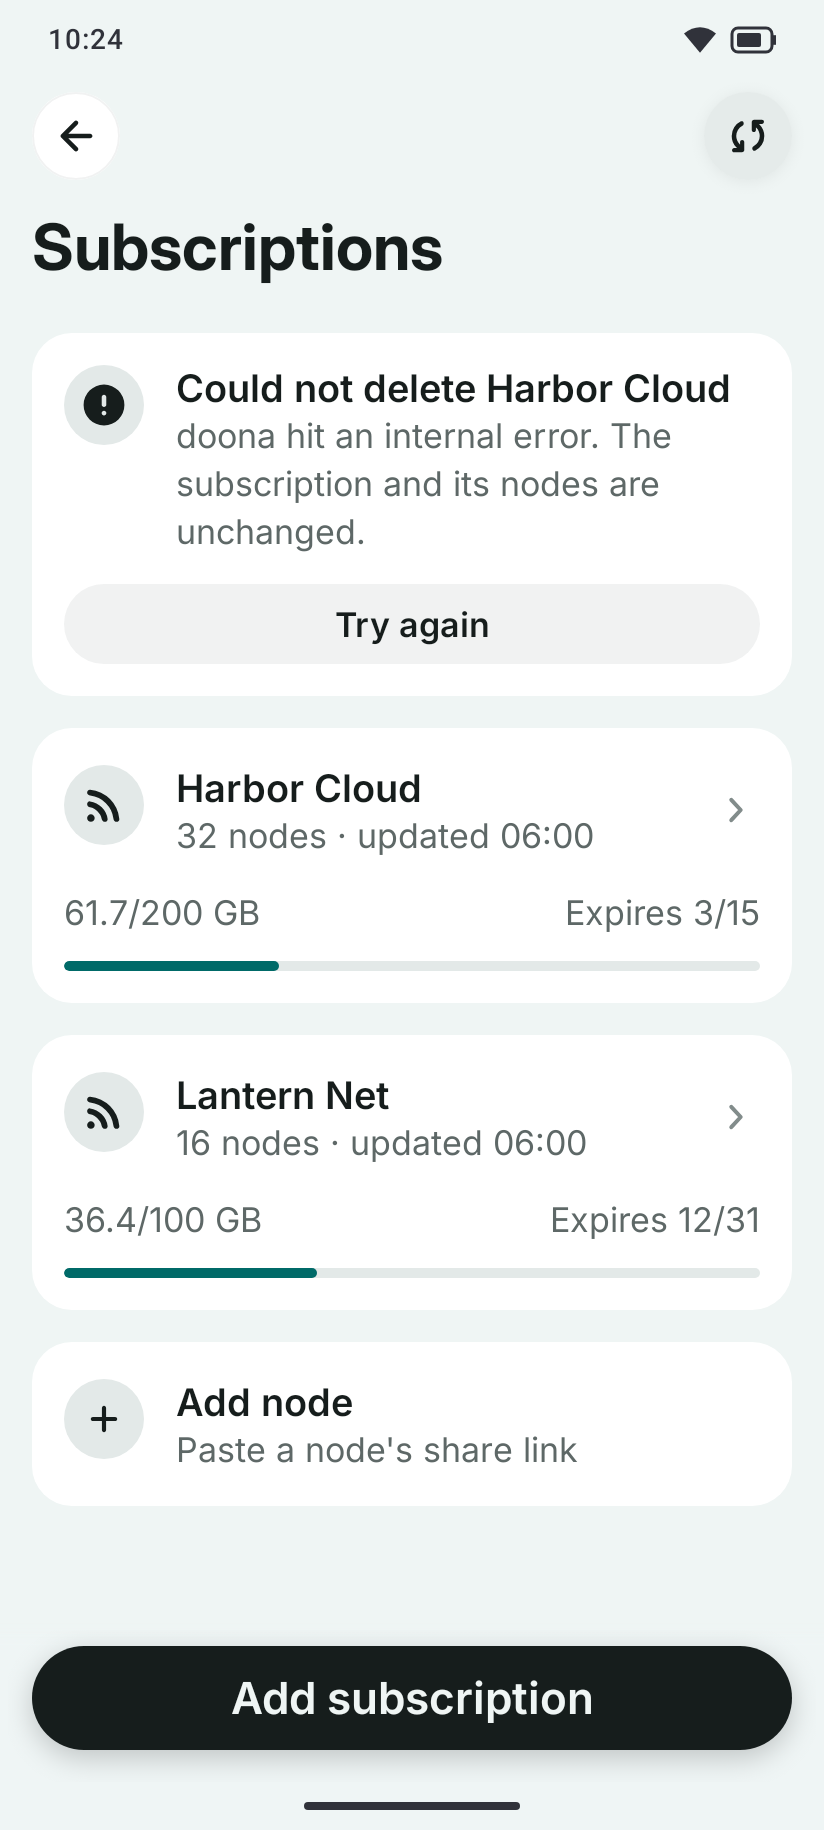 10:24
Subscriptions
Could not delete Harbor Cloud
doona hit an internal error. The
subscription and its nodes are
unchanged.
Try again
Harbor Cloud
32 nodes · updated 06:00
61.7/200 GB
Expires 3/15
Lantern Net
16 nodes · updated 06:00
36.4/100 GB
Expires 12/31
Add node
Paste a node's share link
Add subscription